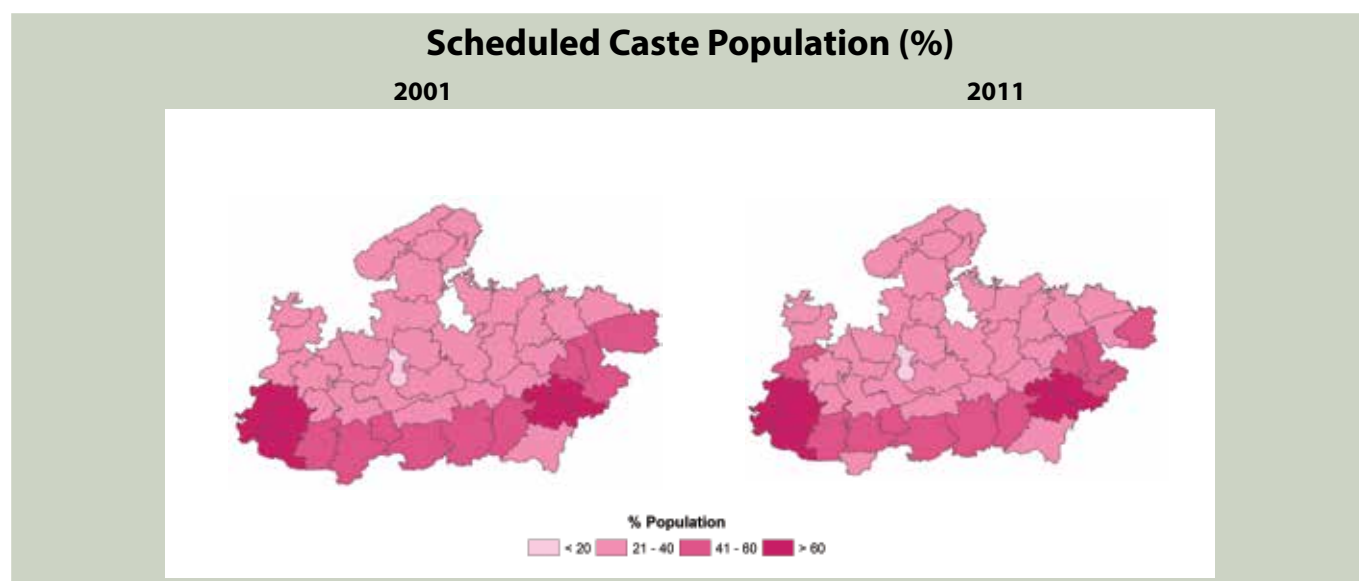 Scheduled Caste Population (%)
2001 2011
% Population
< 20 21 - 40 41 - 60 > 60